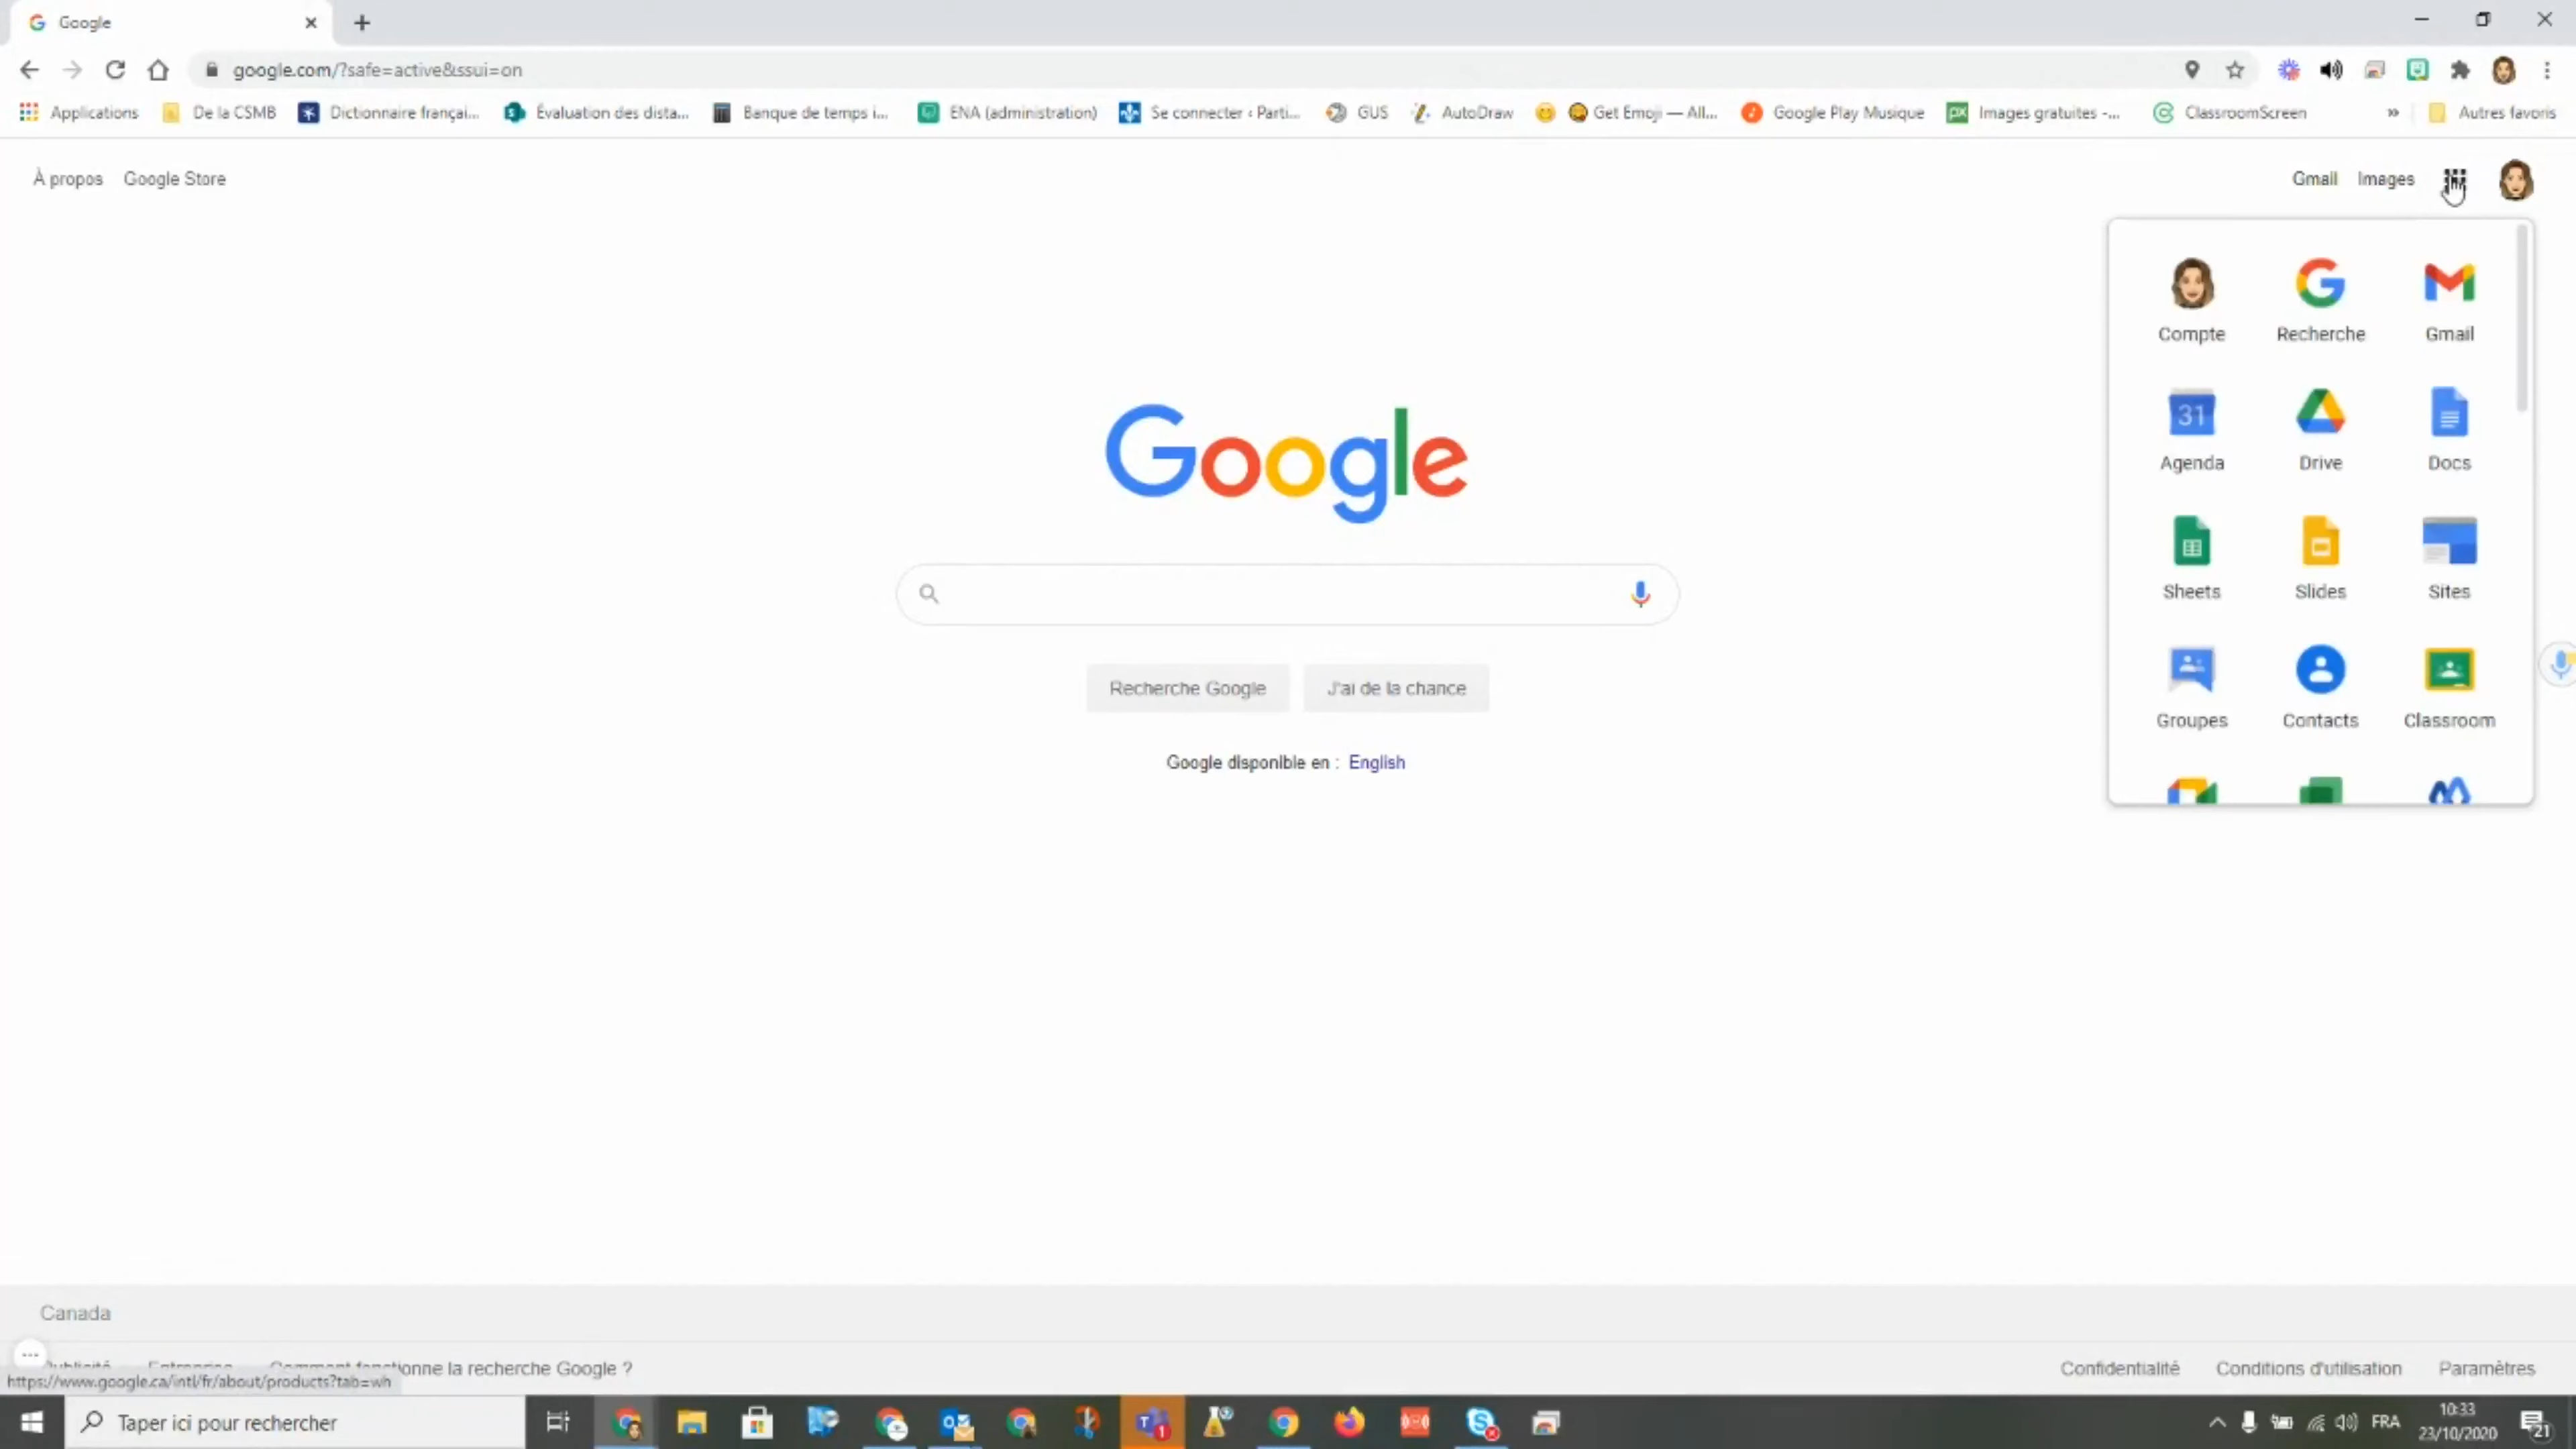 Google
google.com/?safe=active&ssui=on
Applications De la CSMB Dictionnaire françai... Évaluation des dista... Banque de temps i... ENA (administration) Se connecter ‹ Parti... GUS AutoDraw Get Emoji — All... Google Play Musique Images gratuites -... ClassroomScreen » Autres favoris
À propos Google Store Gmail Images
Compte Recherche Gmail
31
Agenda Drive Docs
Google
Sheets Slides Sites
Recherche Google J'ai de la chance
Groupes Contacts Classroom
Google disponible en : English
Canada
Comment fonctionne la recherche Google ? Confidentialité Conditions d'utilisation Paramètres
https://www.google.ca/intl/fr/about/products?tab=wh
Taper ici pour rechercher
FRA
10:33
23/10/2020
21